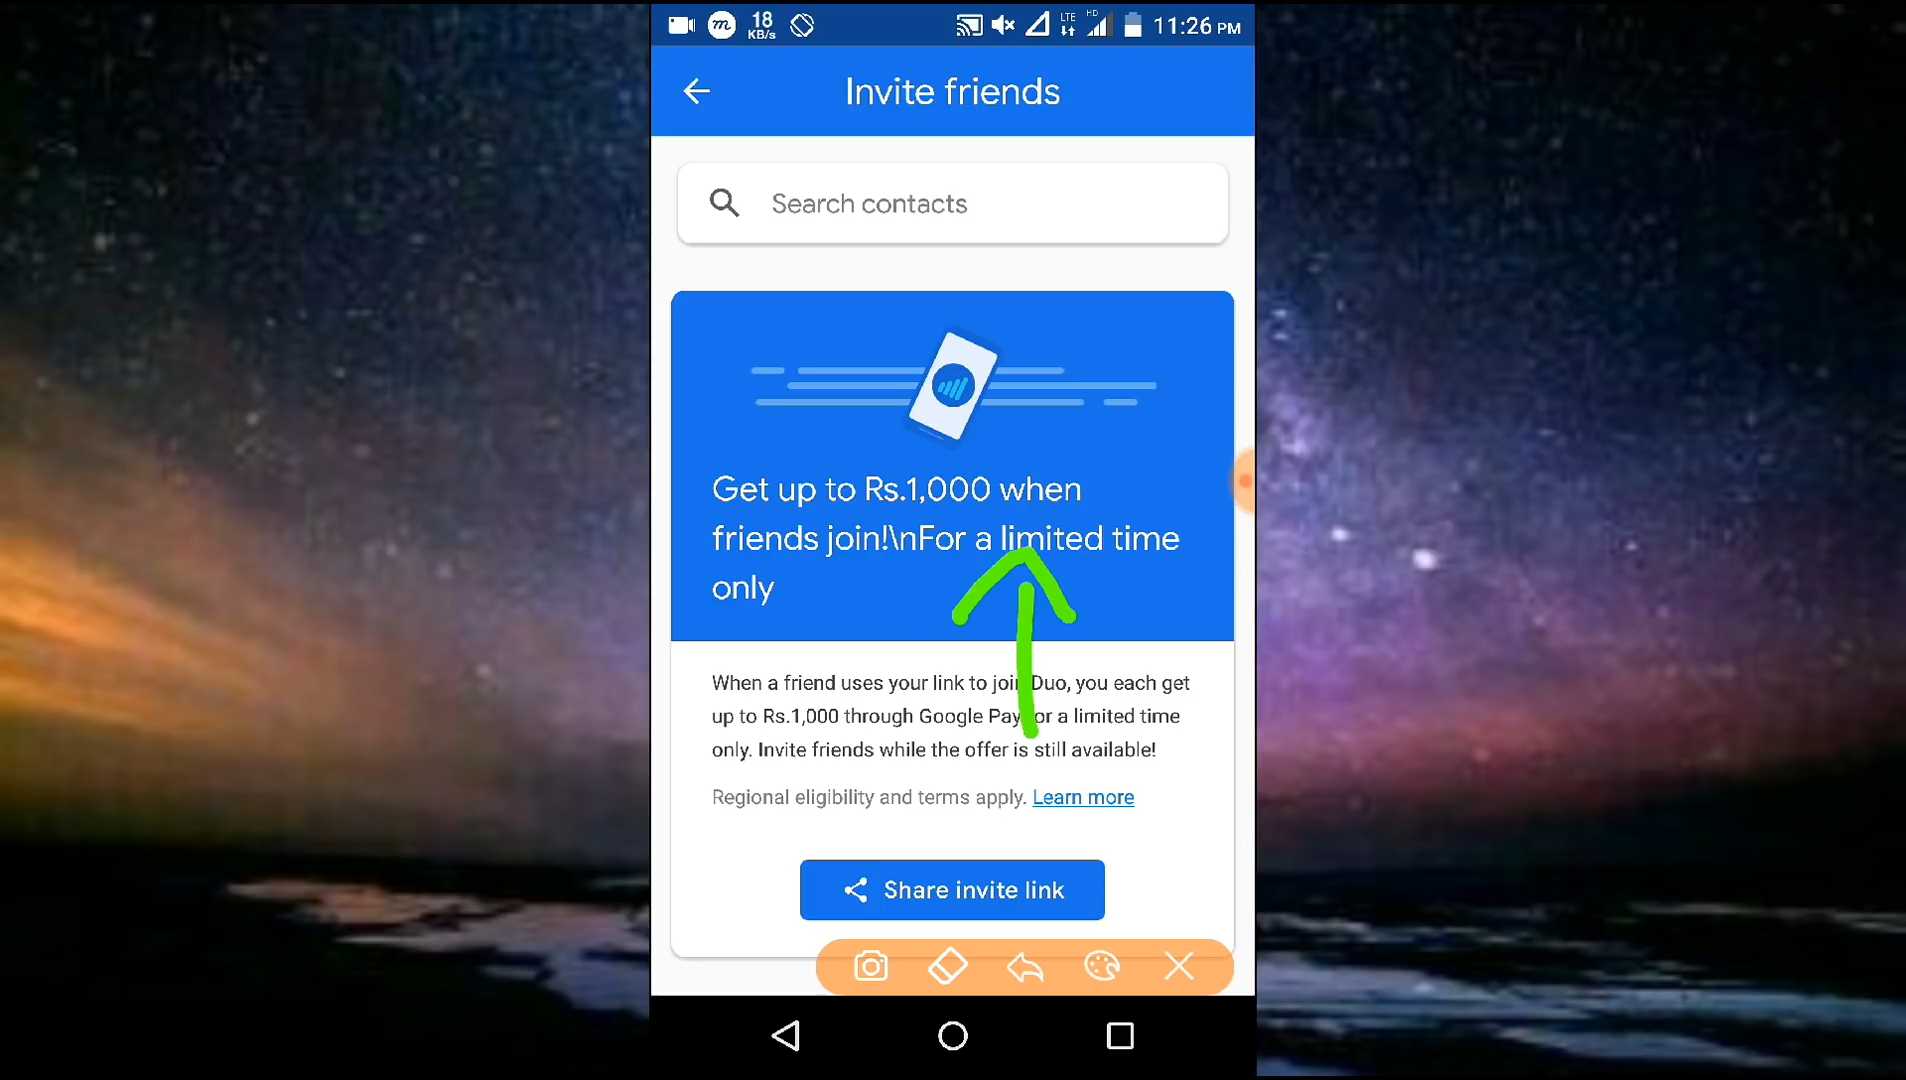 18
KB/s
LTE
HD
11:26 PM
Invite friends
Search contacts
Get up to Rs.1,000 when
friends join!\nFor a limited time
only
When a friend uses your link to join Duo, you each get
up to Rs.1,000 through Google Pay for a limited time
only. Invite friends while the offer is still available!
Regional eligibility and terms apply. Learn more
Share invite link